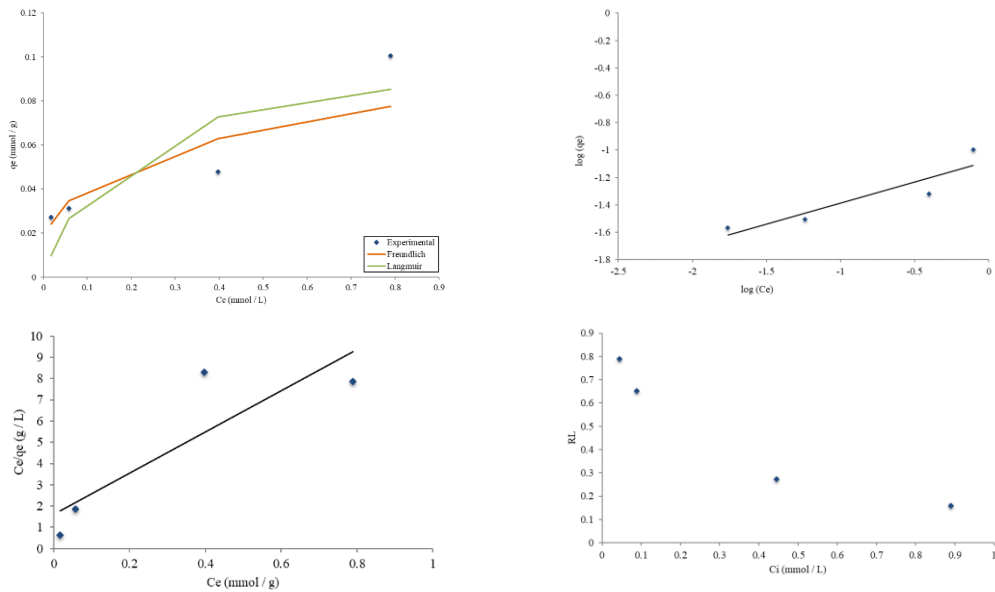 0.12
0.1
0.08
0.06
0.04
0.02
0
qe (mmol / g)
0 0.1 0.2 0.3 0.4 0.5 0.6 0.7 0.8 0.9
Ce (mmol / L)
Experimental
Freundlich
Langmuir
0
-0.2
-0.4
-0.6
-0.8
-1
-1.2
-1.4
-1.6
-1.8
log (qe)
-2.5 -2 -1.5 -1 -0.5 0
log (Ce)
10
9
8
7
6
5
4
3
2
1
0
Ce/qe (g / L)
0 0.2 0.4 0.6 0.8 1
Ce (mmol / g)
0.9
0.8
0.7
0.6
0.5
0.4
0.3
0.2
0.1
0
RL
0 0.1 0.2 0.3 0.4 0.5 0.6 0.7 0.8 0.9 1
Ci (mmol / L)